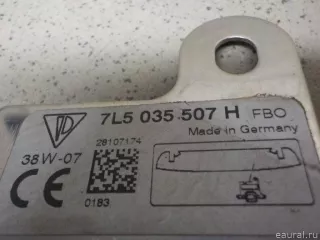 7L5 035 507 H FBO
Made in Germany
38W-07
28107174
CE
0183
eaural.ru